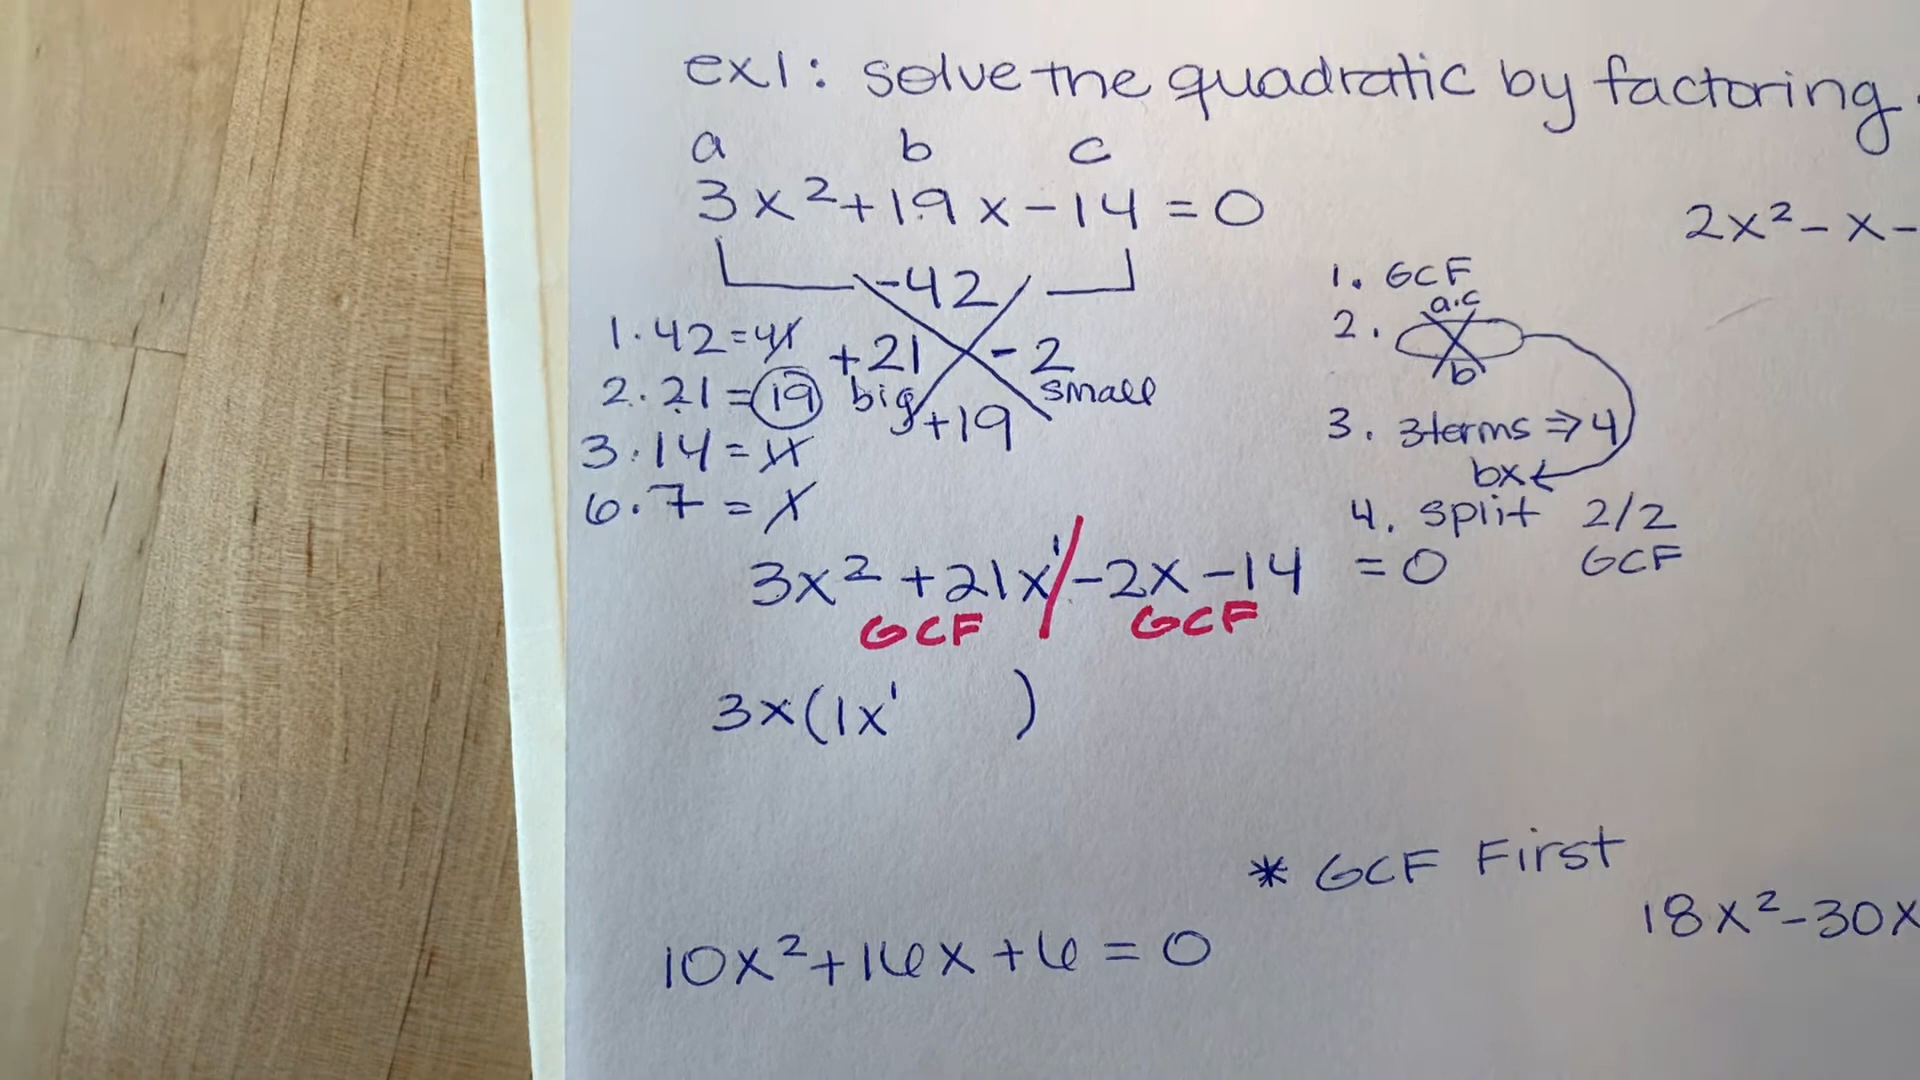 ex1: solve the quadratic by factoring.
a b c
3x²+19x-14=0
2x²-x-
-42
+21 -2
big small
+19
1·42=41
2·21=19
3·14=11
6·7=1
1. GCF
2. a·c
b
3. 3terms ⇒ 4
bx
4. split 2/2
GCF
3x²+21x¹/-2x-14 =0
GCF GCF
3x(1x¹ )
* GCF First
10x²+16x+6=0
18x²-30x